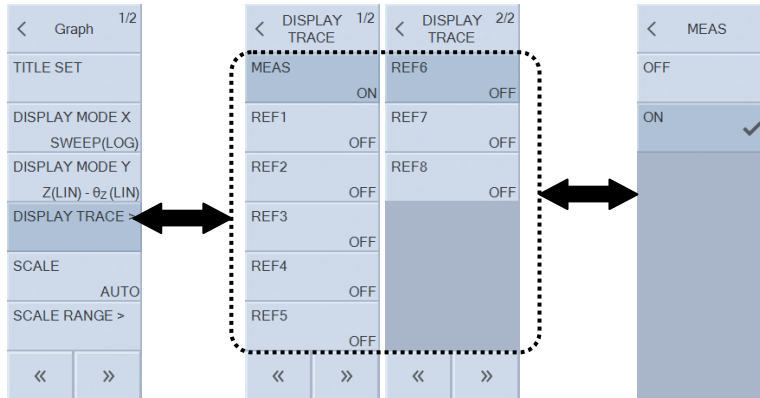 < Graph 1/2
TITLE SET
DISPLAY MODE X
SWEEP(LOG)
DISPLAY MODE Y
Z(LIN) - θZ (LIN)
DISPLAY TRACE >
SCALE
AUTO
SCALE RANGE >
« »
< DISPLAY 1/2
TRACE
MEAS
ON
REF1
OFF
REF2
OFF
REF3
OFF
REF4
OFF
REF5
OFF
« »
< DISPLAY 2/2
TRACE
REF6
OFF
REF7
OFF
REF8
OFF
« »
< MEAS
OFF
ON